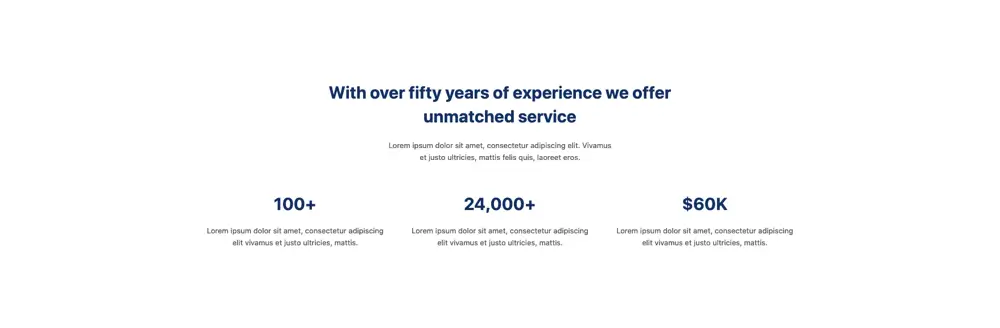 With over fifty years of experience we offer
unmatched service
Lorem ipsum dolor sit amet, consectetur adipiscing elit. Vivamus
et justo ultricies, mattis felis quis, laoreet eros.
100+
Lorem ipsum dolor sit amet, consectetur adipiscing
elit vivamus et justo ultricies, mattis.
24,000+
Lorem ipsum dolor sit amet, consectetur adipiscing
elit vivamus et justo ultricies, mattis.
$60K
Lorem ipsum dolor sit amet, consectetur adipiscing
elit vivamus et justo ultricies, mattis.